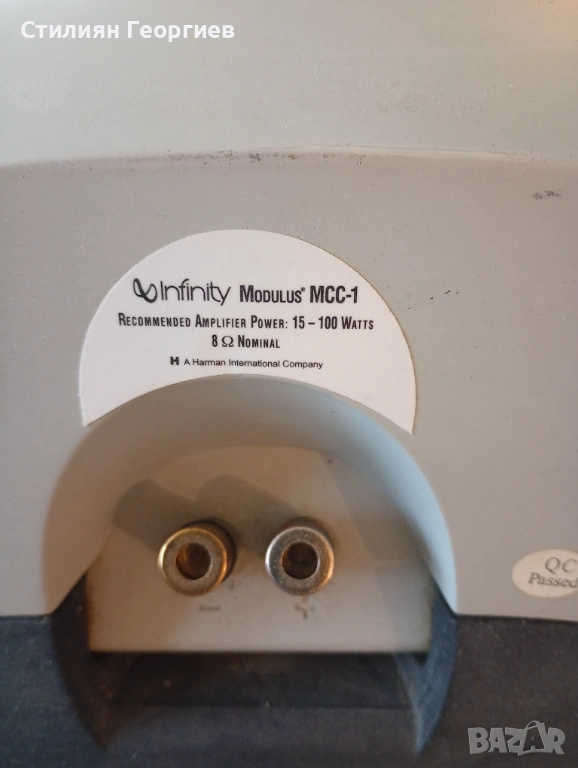 Стилиян Георгиев
Infinity MODULUS® MCC-1
RECOMMENDED AMPLIFIER POWER: 15 – 100 WATTS
8 Ω NOMINAL
H A Harman International Company
QC
Passed
BAZAR